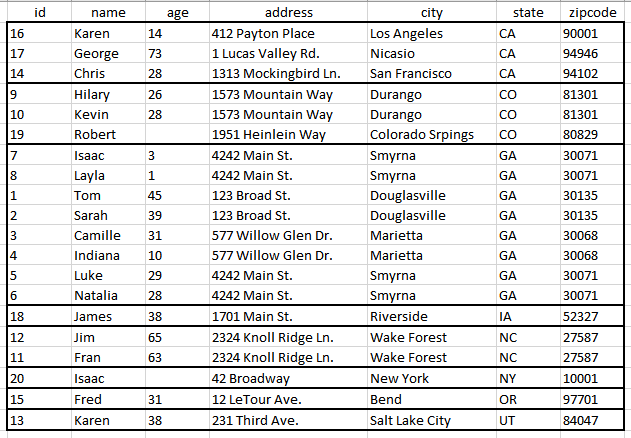 id name age address city state zipcode
16 Karen 14 412 Payton Place Los Angeles CA 90001
17 George 73 1 Lucas Valley Rd. Nicasio CA 94946
14 Chris 28 1313 Mockingbird Ln. San Francisco CA 94102
9 Hilary 26 1573 Mountain Way Durango CO 81301
10 Kevin 28 1573 Mountain Way Durango CO 81301
19 Robert 1951 Heinlein Way Colorado Srpings CO 80829
7 Isaac 3 4242 Main St. Smyrna GA 30071
8 Layla 1 4242 Main St. Smyrna GA 30071
1 Tom 45 123 Broad St. Douglasville GA 30135
2 Sarah 39 123 Broad St. Douglasville GA 30135
3 Camille 31 577 Willow Glen Dr. Marietta GA 30068
4 Indiana 10 577 Willow Glen Dr. Marietta GA 30068
5 Luke 29 4242 Main St. Smyrna GA 30071
6 Natalia 28 4242 Main St. Smyrna GA 30071
18 James 38 1701 Main St. Riverside IA 52327
12 Jim 65 2324 Knoll Ridge Ln. Wake Forest NC 27587
11 Fran 63 2324 Knoll Ridge Ln. Wake Forest NC 27587
20 Isaac 42 Broadway New York NY 10001
15 Fred 31 12 LeTour Ave. Bend OR 97701
13 Karen 38 231 Third Ave. Salt Lake City UT 84047